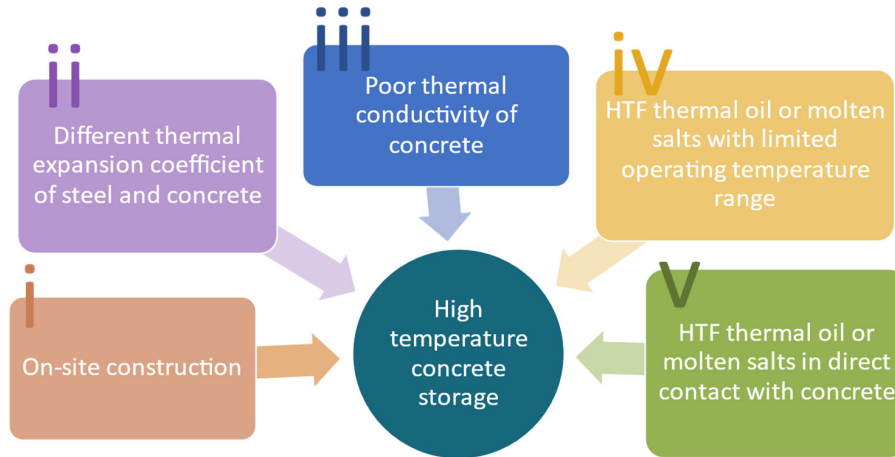 i
On-site construction
ii
Different thermal
expansion coefficient
of steel and concrete
iii
Poor thermal
conductivity of
concrete
iv
HTF thermal oil or molten
salts with limited
operating temperature
range
v
HTF thermal oil or
molten salts in direct
contact with concrete
High
temperature
concrete
storage